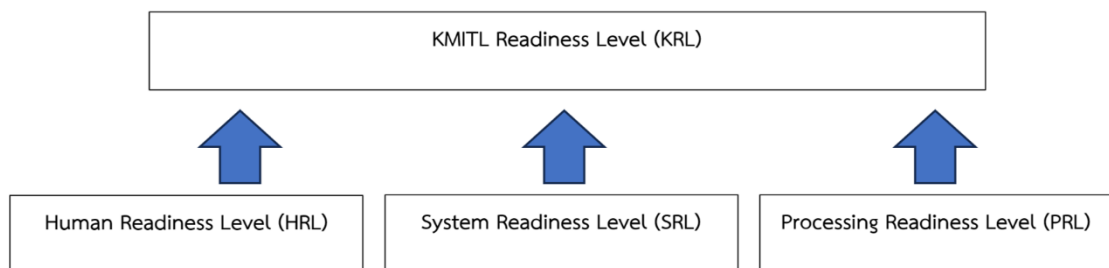 KMITL Readiness Level (KRL)
Human Readiness Level (HRL)
System Readiness Level (SRL)
Processing Readiness Level (PRL)